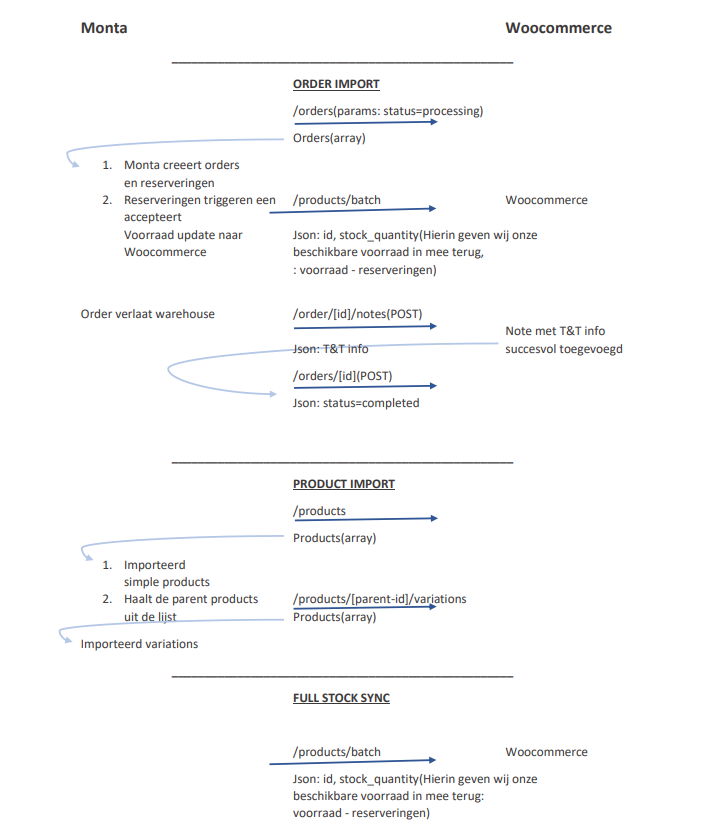 Monta
Woocommerce
ORDER IMPORT
/orders(params: status=processing)
Orders(array)
1. Monta creeert orders
en reserveringen
2. Reserveringen triggeren een
accepteert
Voorraad update naar
Woocommerce
/products/batch
Woocommerce
Json: id, stock_quantity(Hierin geven wij onze
beschikbare voorraad in mee terug,
: voorraad - reserveringen)
Order verlaat warehouse
/order/[id]/notes(POST)
Note met T&T info
succesvol toegevoegd
Json: T&T info
/orders/[id](POST)
Json: status=completed
PRODUCT IMPORT
/products
Products(array)
1. Importeerd
simple products
2. Haalt de parent products
uit de lijst
/products/[parent-id]/variations
Products(array)
Importeerd variations
FULL STOCK SYNC
/products/batch
Woocommerce
Json: id, stock_quantity(Hierin geven wij onze
beschikbare voorraad in mee terug:
voorraad - reserveringen)